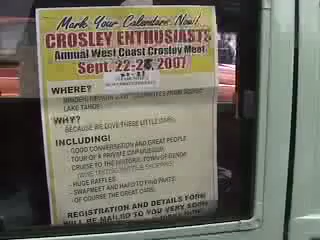 Mark Your Calendars Now!!
CROSLEY ENTHUSIASTS
Annual West Coast Crosley Meet
Sept. 22-28, 2007
WHERE?
LAKE TAHOE)
WHY?
BECAUSE WE LOVE THESE LITTLE CARS
INCLUDING!
- GOOD CONVERSATION AND GREAT PEOPLE
- TOUR OF A PRIVATE CAR MUSEUM
- CRUISE TO THE HISTORIC TOWN OF GENOA
- HUGE RAFFLES
- SWAPMEET AND HARD TO FIND PARTS
- OF COURSE THE GREAT CARS
REGISTRATION AND DETAILS FORM
WILL BE MAILED TO YOU VERY SOON